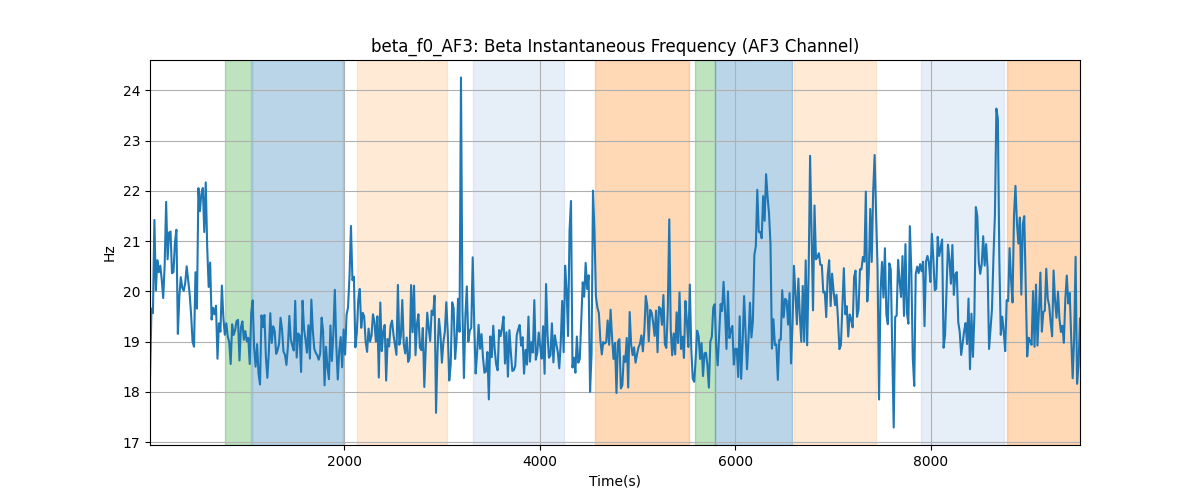 beta_f0_AF3: Beta Instantaneous Frequency (AF3 Channel)
24
23
22
21
20
19
18
17
Hz
2000 4000 6000 8000
Time(s)